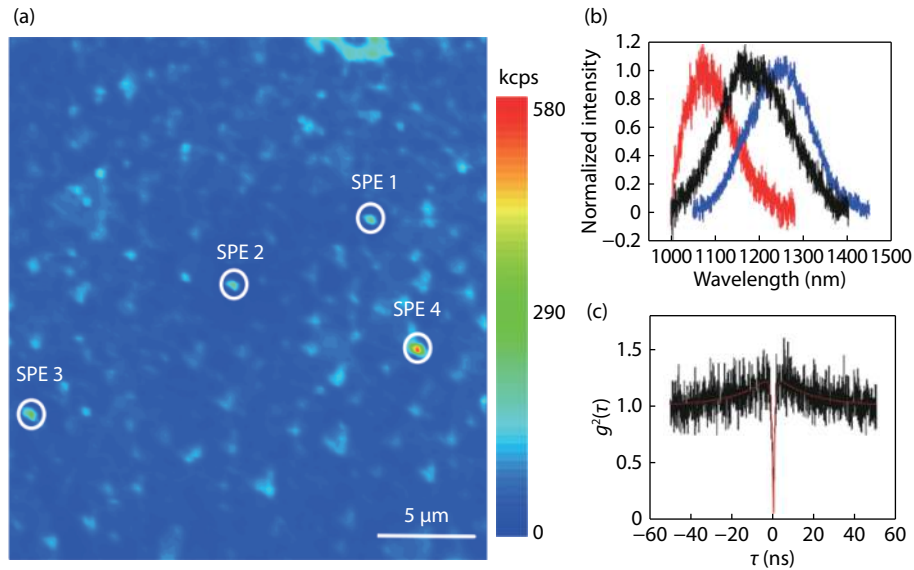 (a)
kcps
580
290
0
SPE 1
SPE 2
SPE 4
SPE 3
5 μm
(b)
Normalized intensity
1.2
1.0
0.8
0.6
0.4
0.2
0
−0.2
1000 1100 1200 1300 1400 1500
Wavelength (nm)
(c)
g²(τ)
1.5
1.0
0.5
0
−60 −40 −20 0 20 40 60
τ (ns)